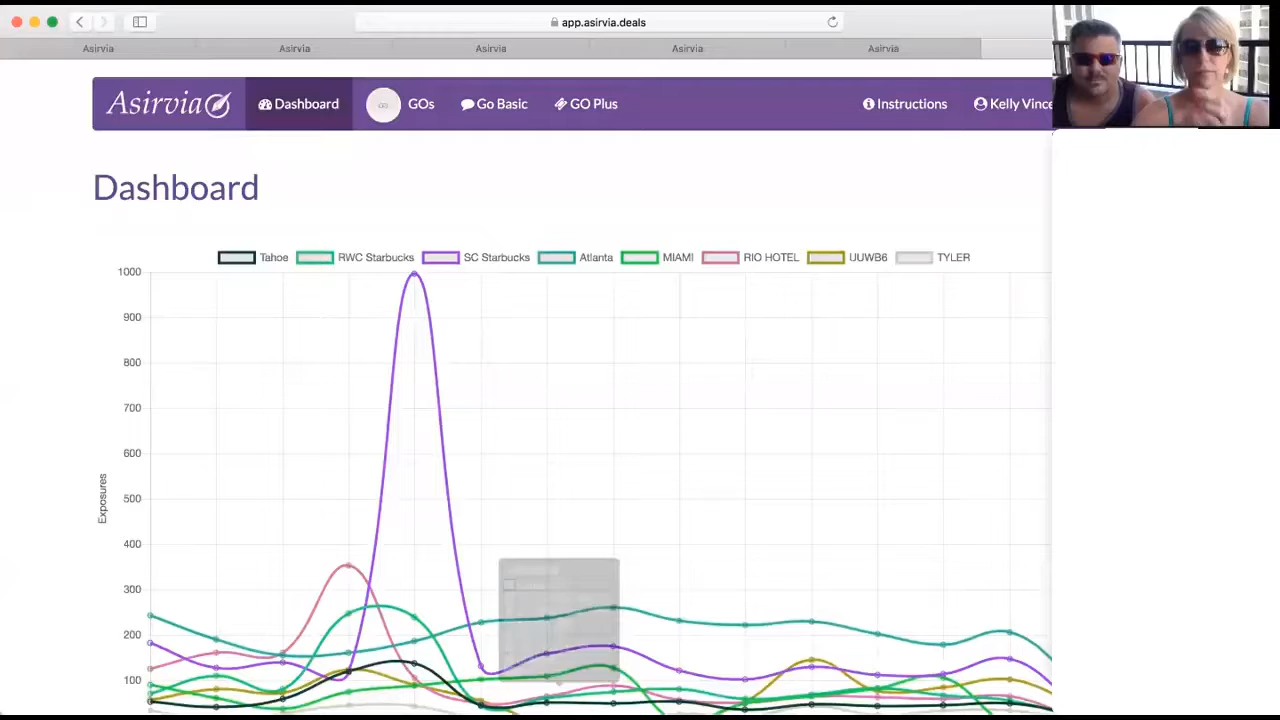 app.asirvia.deals
Asirvia Asirvia Asirvia Asirvia Asirvia
Asirvia Dashboard GOs Go Basic GO Plus Instructions Kelly Vince
Dashboard
Tahoe RWC Starbucks SC Starbucks Atlanta MIAMI RIO HOTEL UUWB6 TYLER
1000
900
800
700
600
500
400
300
200
100
Exposures